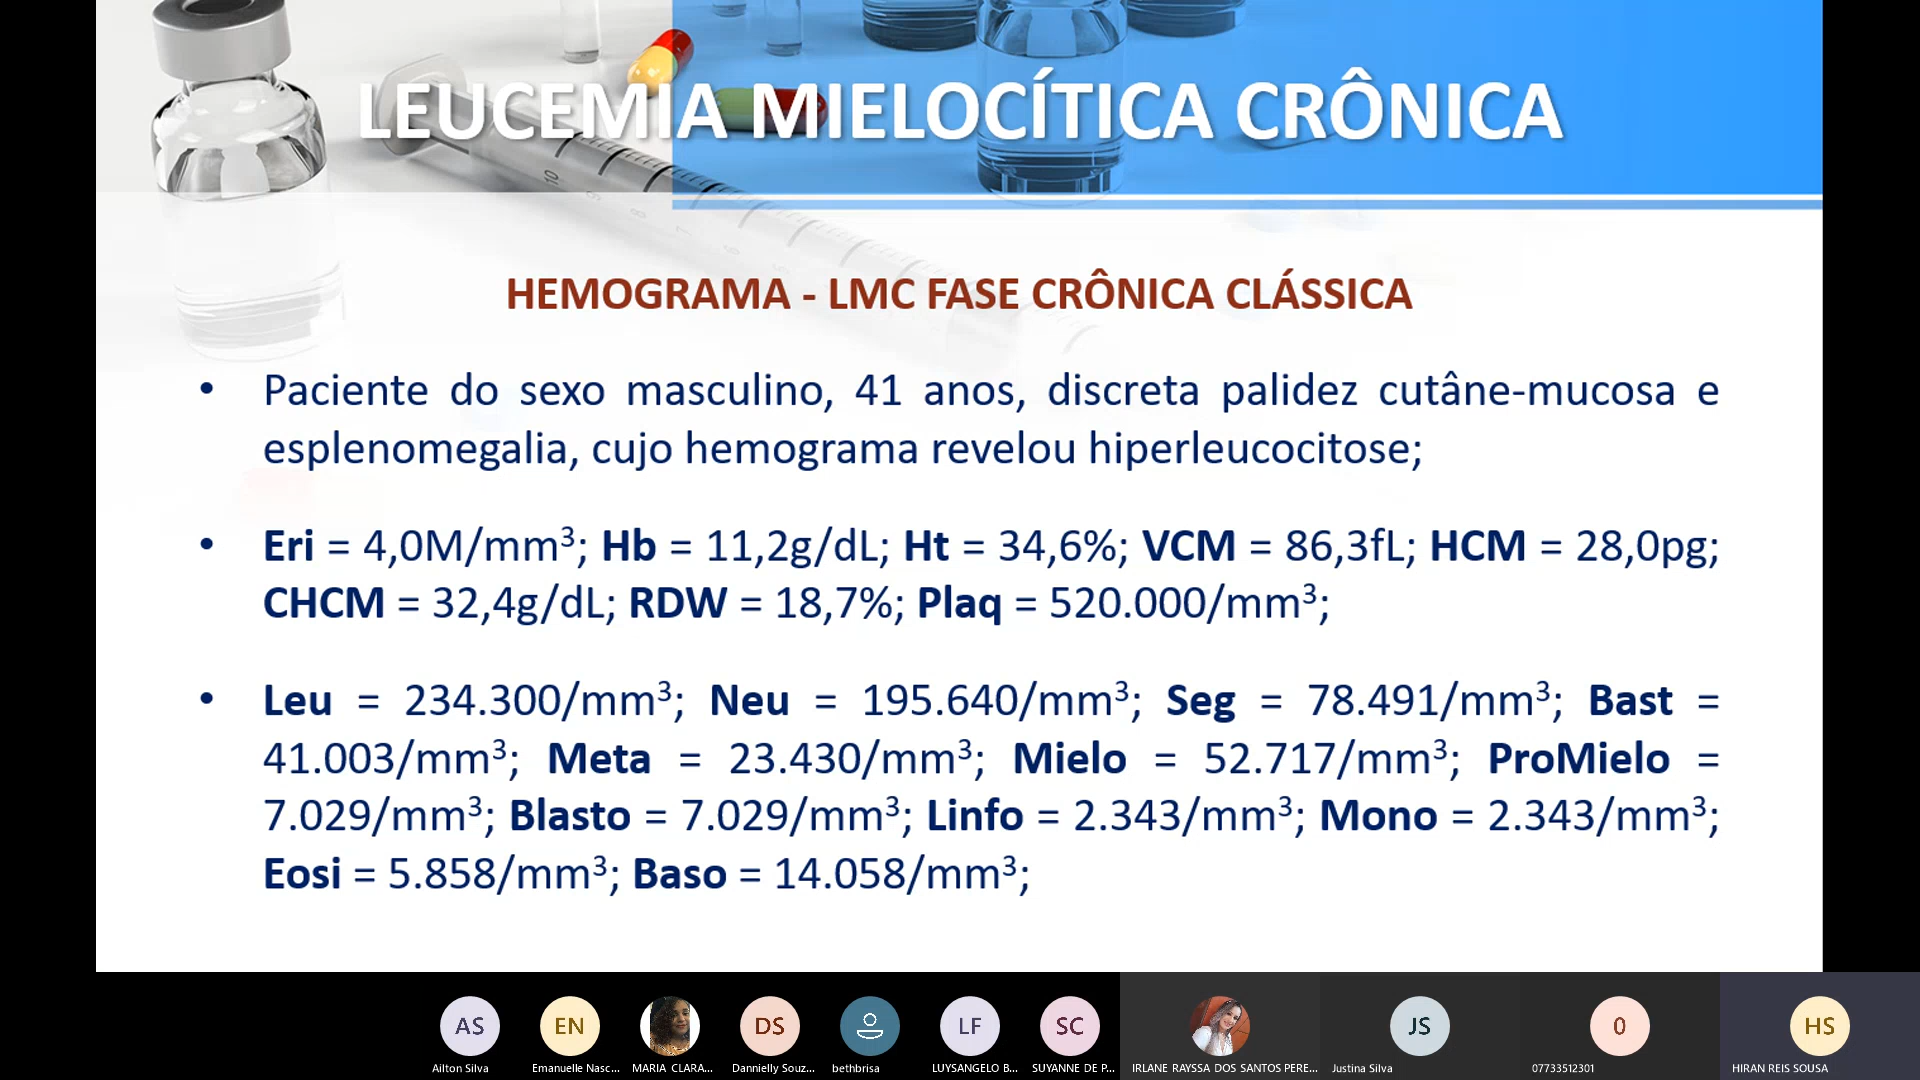 LEUCEMIA MIELOCÍTICA CRÔNICA
HEMOGRAMA - LMC FASE CRÔNICA CLÁSSICA
• Paciente do sexo masculino, 41 anos, discreta palidez cutâne-mucosa e
esplenomegalia, cujo hemograma revelou hiperleucocitose;
• Eri = 4,0M/mm³; Hb = 11,2g/dL; Ht = 34,6%; VCM = 86,3fL; HCM = 28,0pg;
CHCM = 32,4g/dL; RDW = 18,7%; Plaq = 520.000/mm³;
• Leu = 234.300/mm³; Neu = 195.640/mm³; Seg = 78.491/mm³; Bast =
41.003/mm³; Meta = 23.430/mm³; Mielo = 52.717/mm³; ProMielo =
7.029/mm³; Blasto = 7.029/mm³; Linfo = 2.343/mm³; Mono = 2.343/mm³;
Eosi = 5.858/mm³; Baso = 14.058/mm³;
AS EN DS LF SC JS 0 HS
Ailton Silva Emanuelle Nasc... MARIA CLARA... Dannielly Souz... bethbrisa LUYSANGELO B... SUYANNE DE P... IRLANE RAYSSA DOS SANTOS PERE... Justina Silva 07733512301 HIRAN REIS SOUSA